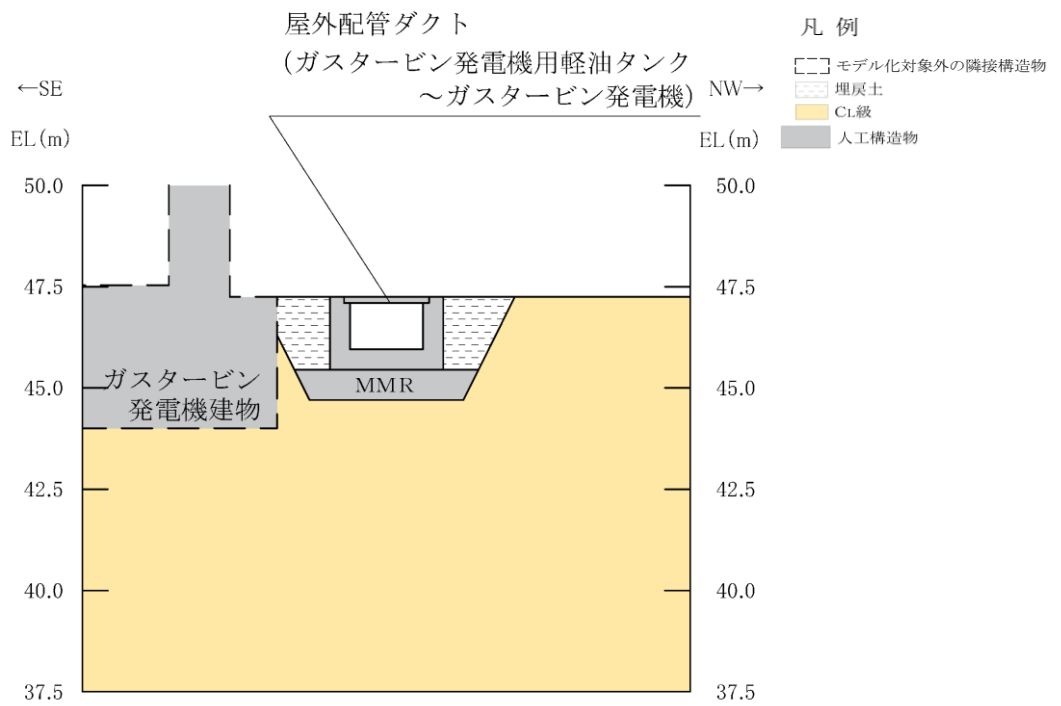 屋外配管ダクト
(ガスタービン発電機用軽油タンク
～ガスタービン発電機)
凡 例
モデル化対象外の隣接構造物
埋戻土
CL級
人工構造物
←SE
NW→
EL(m)
EL(m)
50.0
50.0
47.5
47.5
45.0
45.0
42.5
42.5
40.0
40.0
37.5
37.5
ガスタービン
発電機建物
MMR